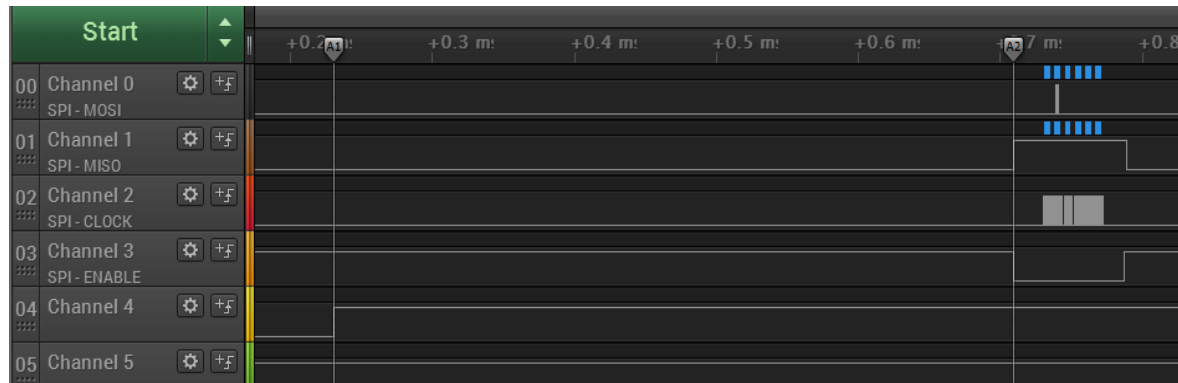 Start
+0.3 m
+0.4 m
+0.5 m
+0.6 m
7 m
+0.8
A1
A2
00 Channel 0
SPI - MOSI
01 Channel 1
SPI - MISO
02 Channel 2
SPI - CLOCK
03 Channel 3
SPI - ENABLE
04 Channel 4
05 Channel 5